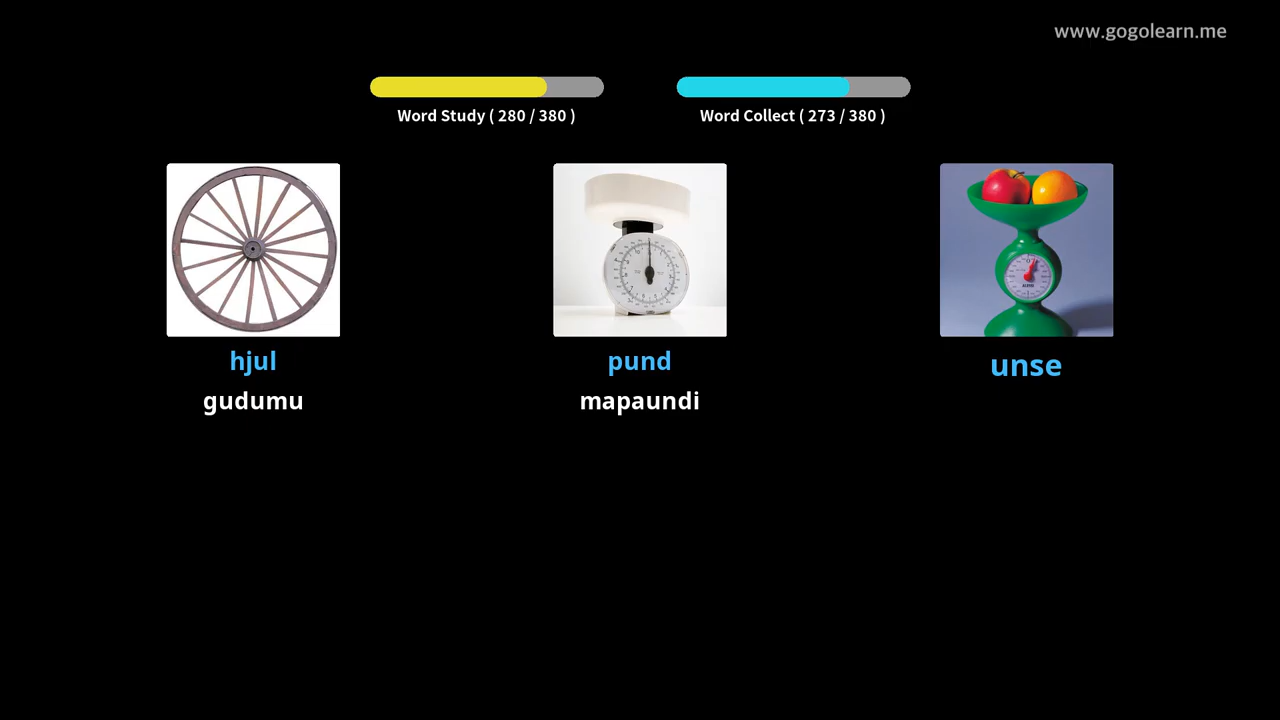 www.gogolearn.me
Word Study ( 280 / 380 )
Word Collect ( 273 / 380 )
hjul
pund
unse
gudumu
mapaundi